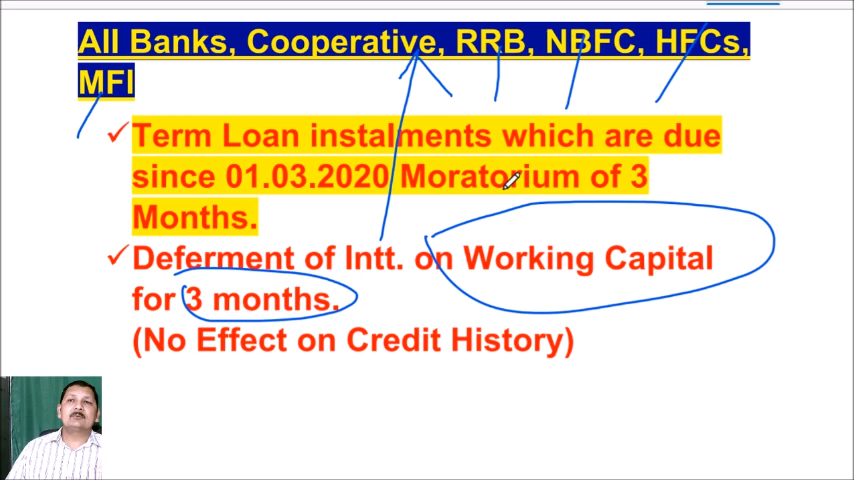 All Banks, Cooperative, RRB, NBFC, HFCs,
MFI
✓ Term Loan instalments which are due
since 01.03.2020 Moratorium of 3
Months.
✓ Deferment of Intt. on Working Capital
for 3 months.
(No Effect on Credit History)